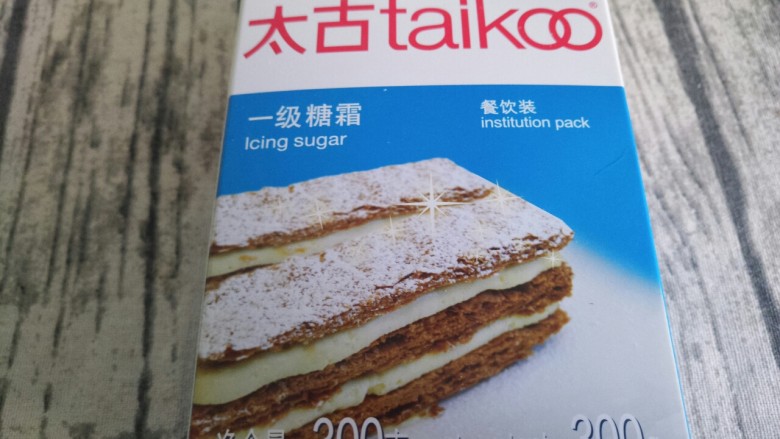 太古taikoo®
一级糖霜
Icing sugar
餐饮装
institution pack